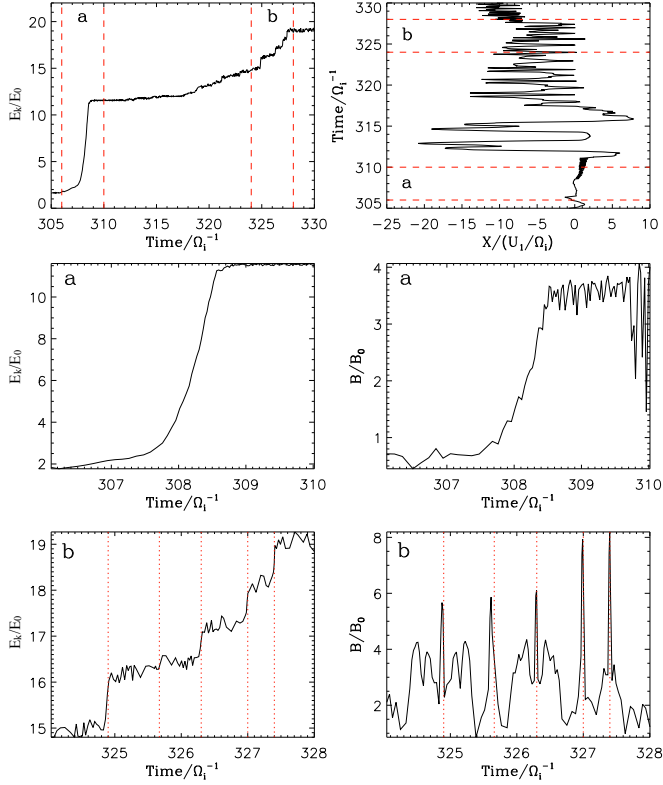 a b
E_k/E_0
20
15
10
5
0
305 310 315 320 325 330
Time/Ω_i^-1
b
a
Time/Ω_i^-1
330
325
320
315
310
305
-25 -20 -15 -10 -5 0 5 10
X/(U_1/Ω_i)
a
E_k/E_0
10
8
6
4
2
307 308 309 310
Time/Ω_i^-1
a
B/B_0
4
3
2
1
307 308 309 310
Time/Ω_i^-1
b
E_k/E_0
19
18
17
16
15
325 326 327 328
Time/Ω_i^-1
b
B/B_0
8
6
4
2
325 326 327 328
Time/Ω_i^-1